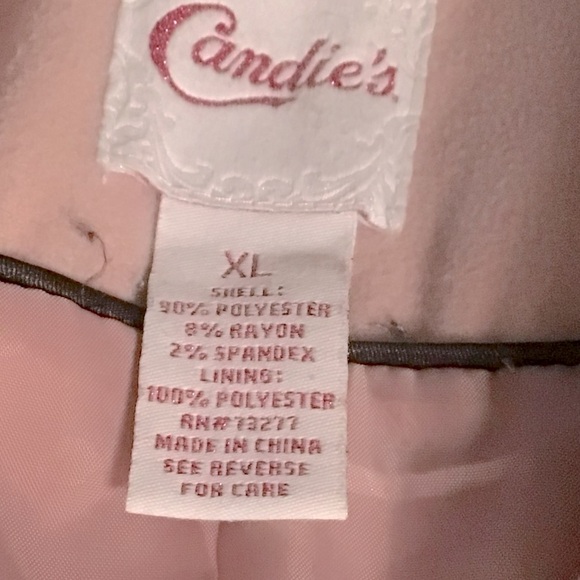 Candie's
XL
SHELL:
90% POLYESTER
8% RAYON
2% SPANDEX
LINING:
100% POLYESTER
RN# 73277
MADE IN CHINA
SEE REVERSE
FOR CARE